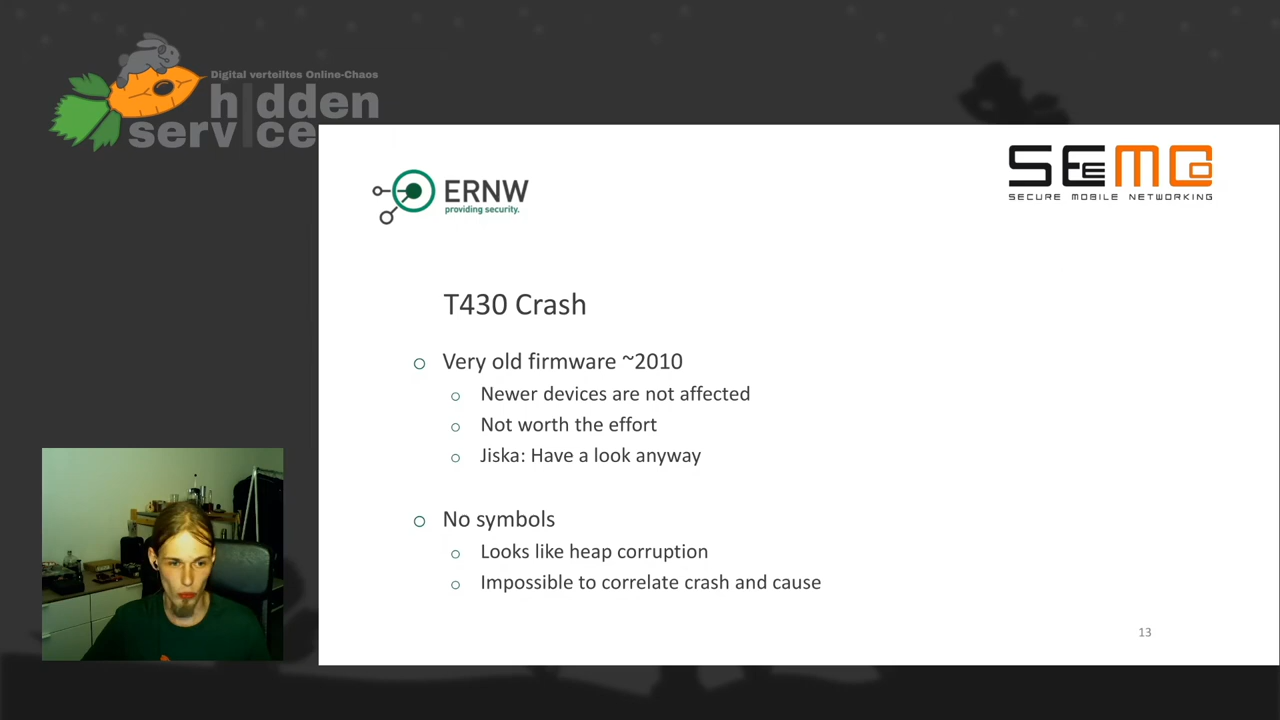 Digital verteiltes Online-Chaos
hidden
service
ERNW
providing security.
SEEMOO
SECURE MOBILE NETWORKING
T430 Crash
Very old firmware ~2010
Newer devices are not affected
Not worth the effort
Jiska: Have a look anyway
No symbols
Looks like heap corruption
Impossible to correlate crash and cause
13